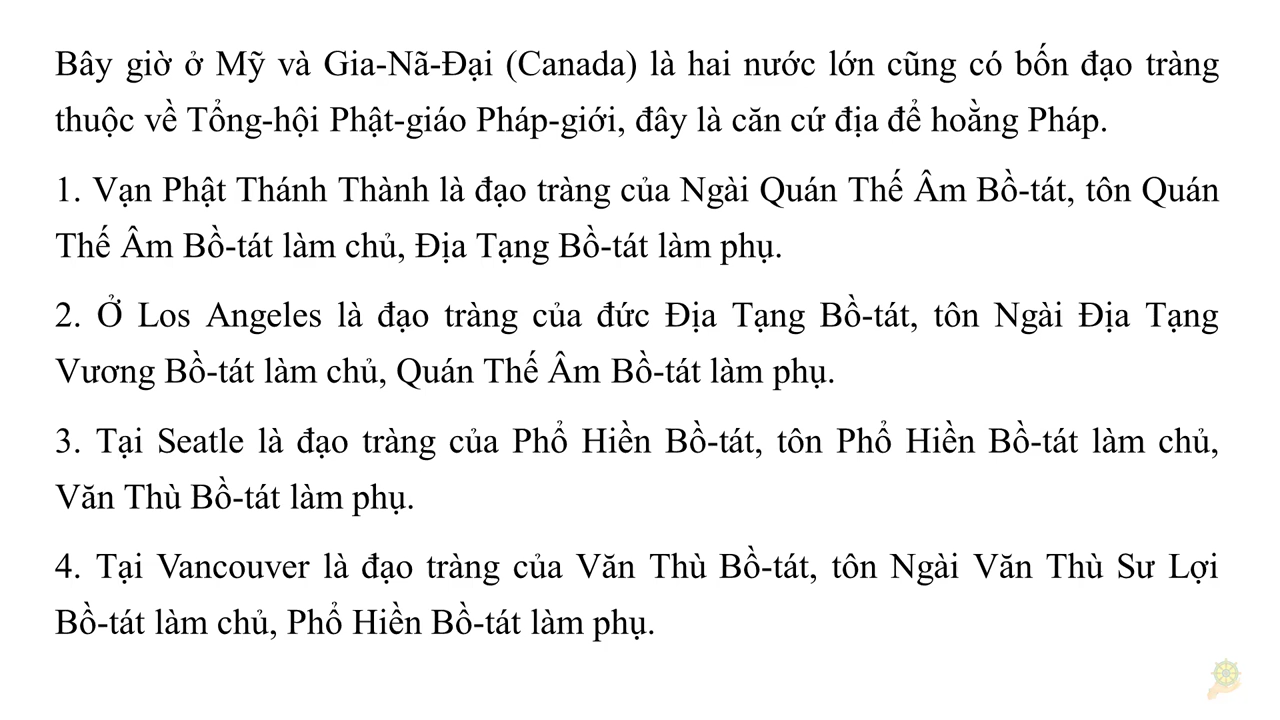 Bây giờ ở Mỹ và Gia-Nã-Đại (Canada) là hai nước lớn cũng có bốn đạo tràng
thuộc về Tổng-hội Phật-giáo Pháp-giới, đây là căn cứ địa để hoằng Pháp.
1. Vạn Phật Thánh Thành là đạo tràng của Ngài Quán Thế Âm Bồ-tát, tôn Quán
Thế Âm Bồ-tát làm chủ, Địa Tạng Bồ-tát làm phụ.
2. Ở Los Angeles là đạo tràng của đức Địa Tạng Bồ-tát, tôn Ngài Địa Tạng
Vương Bồ-tát làm chủ, Quán Thế Âm Bồ-tát làm phụ.
3. Tại Seatle là đạo tràng của Phổ Hiền Bồ-tát, tôn Phổ Hiền Bồ-tát làm chủ,
Văn Thù Bồ-tát làm phụ.
4. Tại Vancouver là đạo tràng của Văn Thù Bồ-tát, tôn Ngài Văn Thù Sư Lợi
Bồ-tát làm chủ, Phổ Hiền Bồ-tát làm phụ.